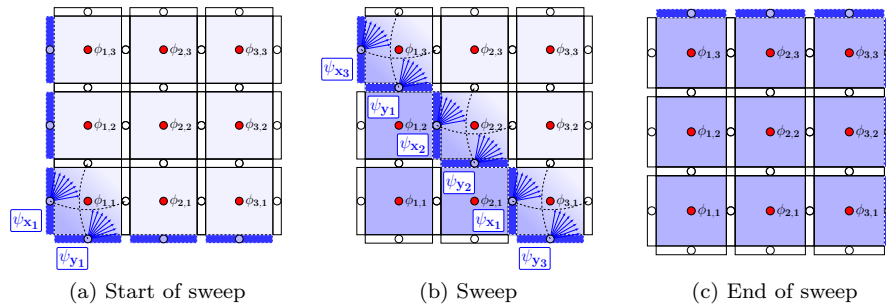 ϕ1,3 ϕ2,3 ϕ3,3
ϕ1,2 ϕ2,2 ϕ3,2
ϕ1,1 ϕ2,1 ϕ3,1
ψx1
ψy1
(a) Start of sweep
ϕ1,3 ϕ2,3 ϕ3,3
ψx3
ψy1
ϕ1,2 ϕ2,2 ϕ3,2
ψx2
ψy2
ϕ1,1 ϕ2,1 ϕ3,1
ψx1
ψy3
(b) Sweep
ϕ1,3 ϕ2,3 ϕ3,3
ϕ1,2 ϕ2,2 ϕ3,2
ϕ1,1 ϕ2,1 ϕ3,1
(c) End of sweep